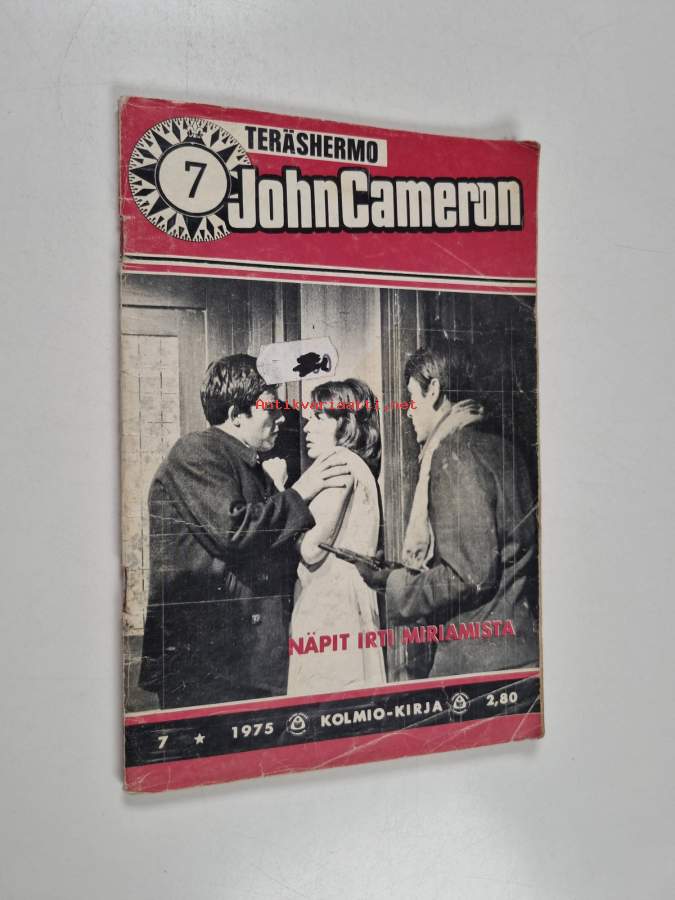 TERÄSHERMO
7
JohnCameron
Antikvariaatti.net
NÄPIT IRTI MIRIAMISTA
7 ★ 1975 KOLMIO-KIRJA 2,80